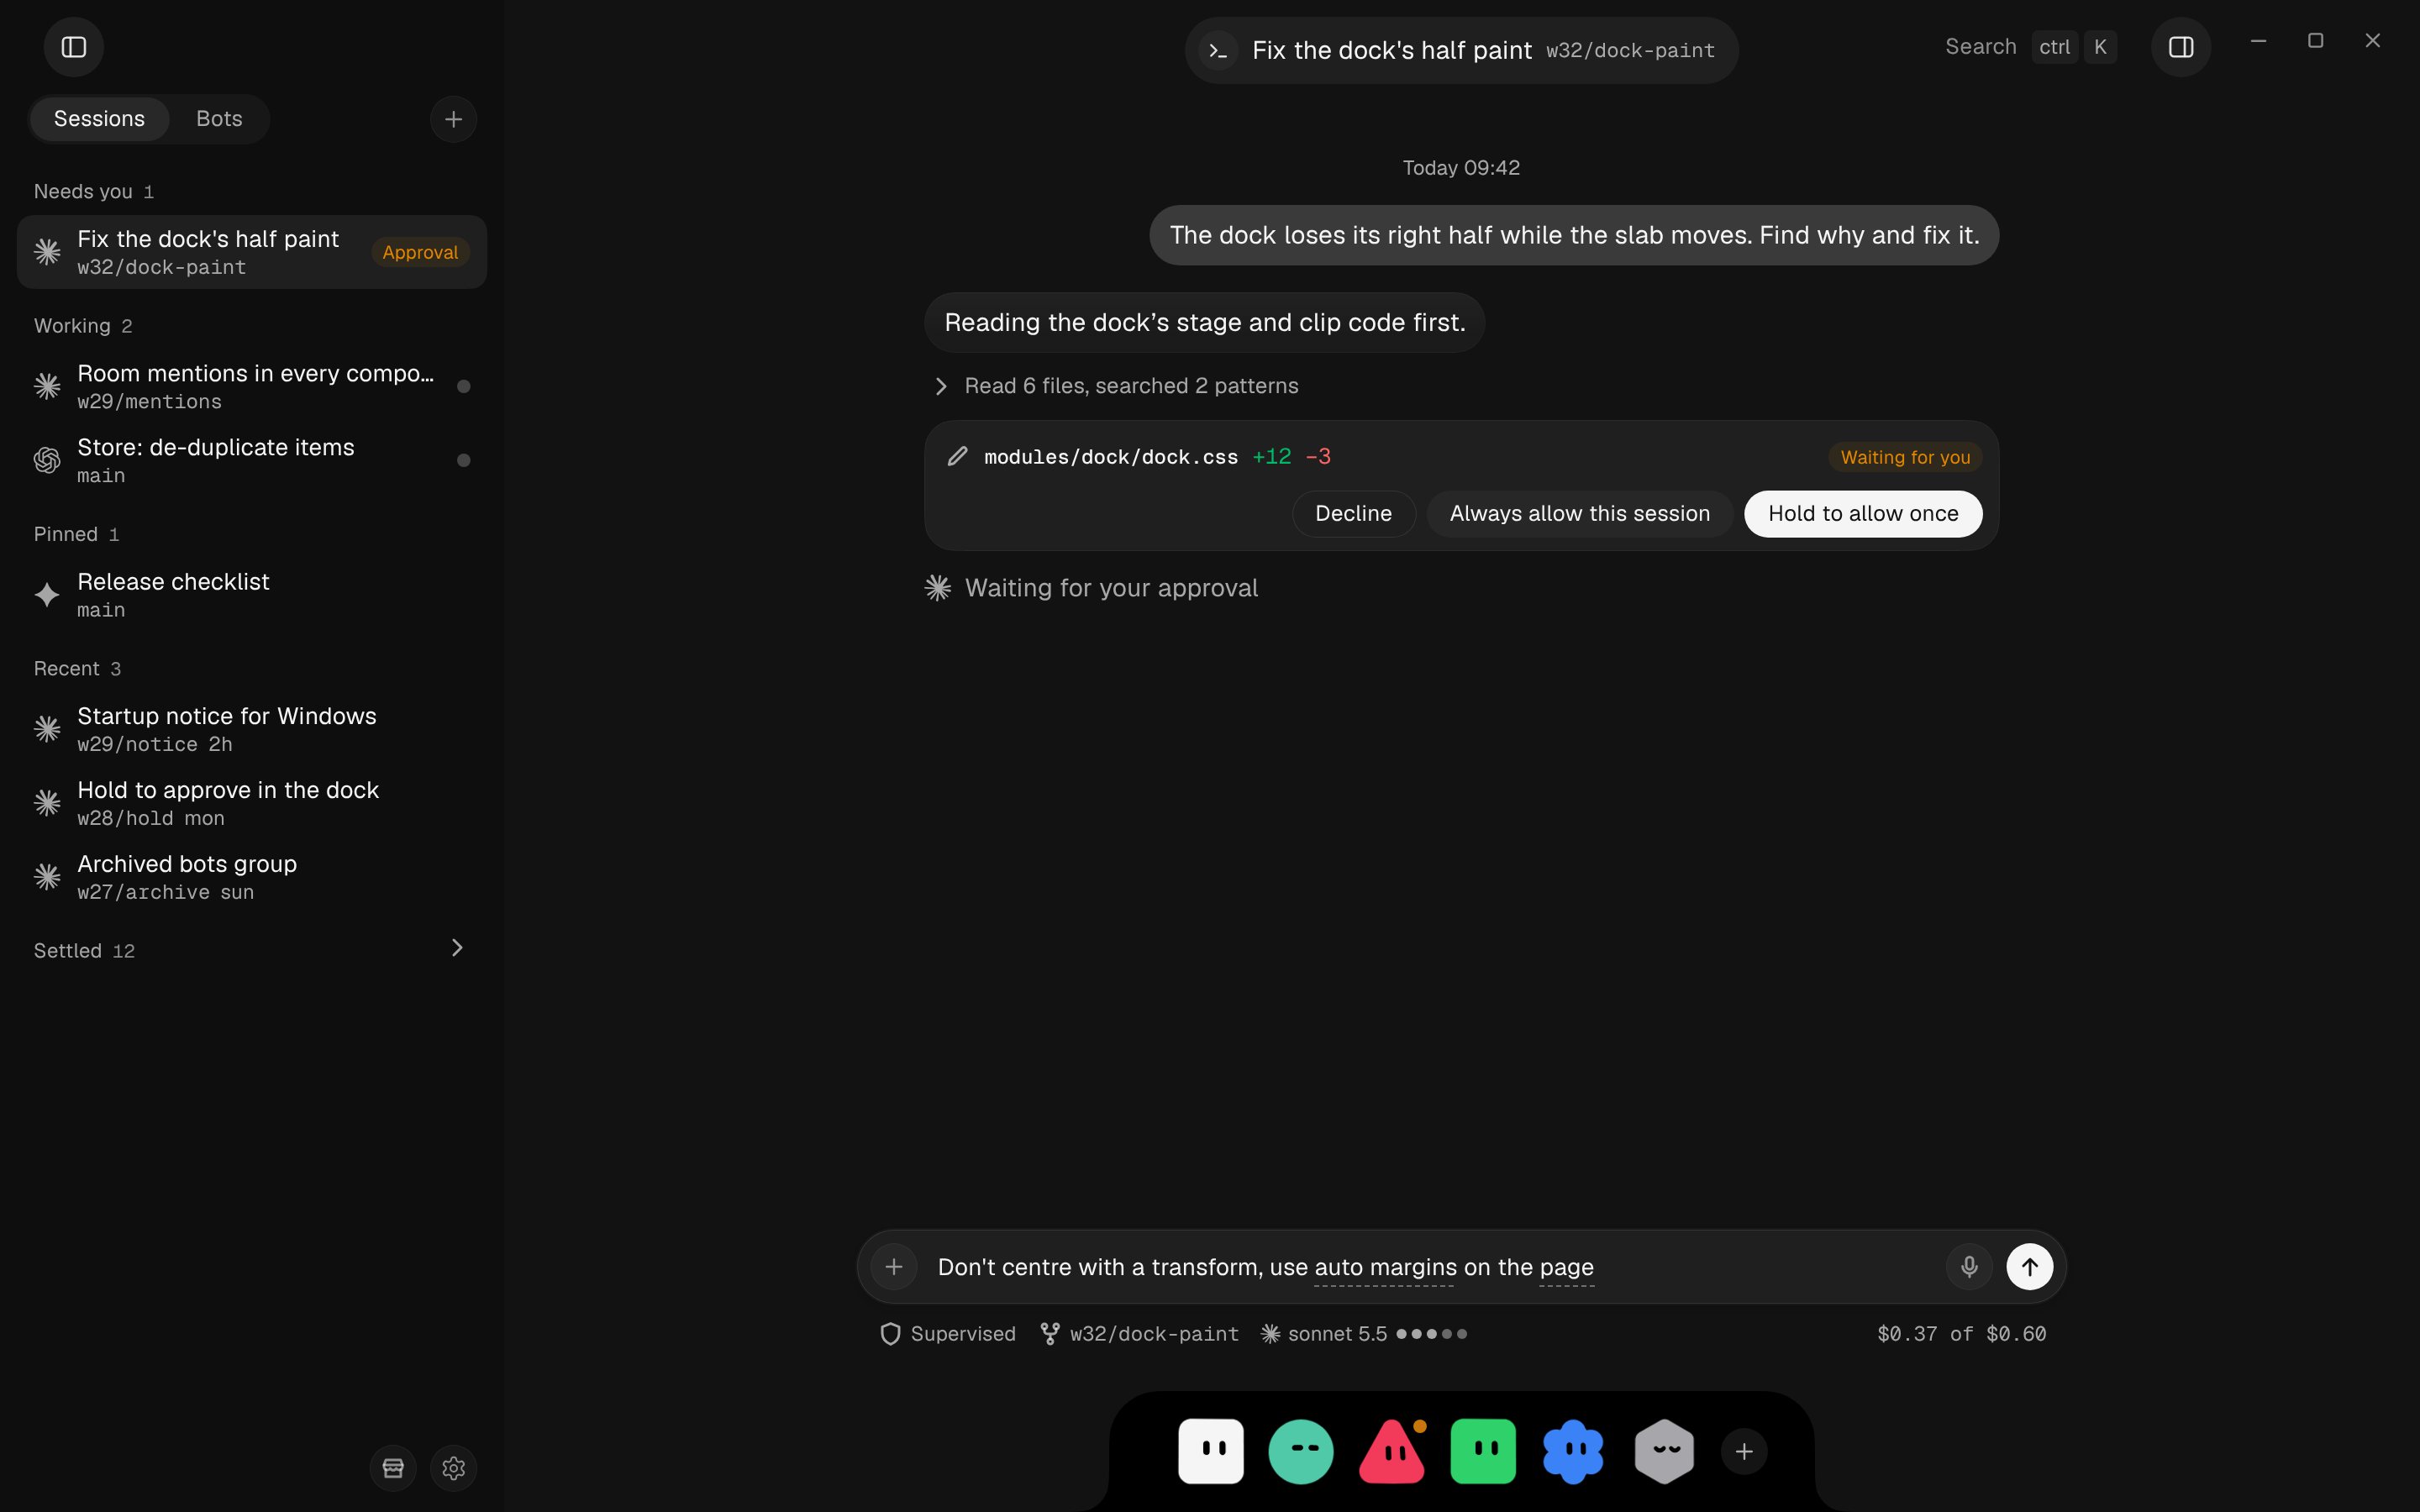 Fix the dock's half paint w32/dock-paint
Search ctrl K
Sessions Bots
Needs you 1
Fix the dock's half paint
w32/dock-paint
Approval
Working 2
Room mentions in every compo…
w29/mentions
Store: de-duplicate items
main
Pinned 1
Release checklist
main
Recent 3
Startup notice for Windows
w29/notice 2h
Hold to approve in the dock
w28/hold mon
Archived bots group
w27/archive sun
Settled 12
Today 09:42
The dock loses its right half while the slab moves. Find why and fix it.
Reading the dock’s stage and clip code first.
Read 6 files, searched 2 patterns
modules/dock/dock.css +12 −3 Waiting for you
Decline Always allow this session Hold to allow once
Waiting for your approval
Don't centre with a transform, use auto margins on the page
Supervised w32/dock-paint sonnet 5.5 $0.37 of $0.60